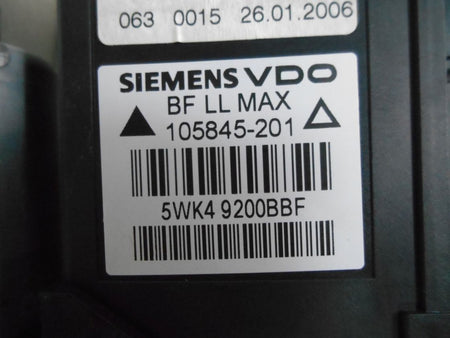 063 0015 26.01.2006
SIEMENS VDO
BF LL MAX
105845-201
5WK4 9200BBF